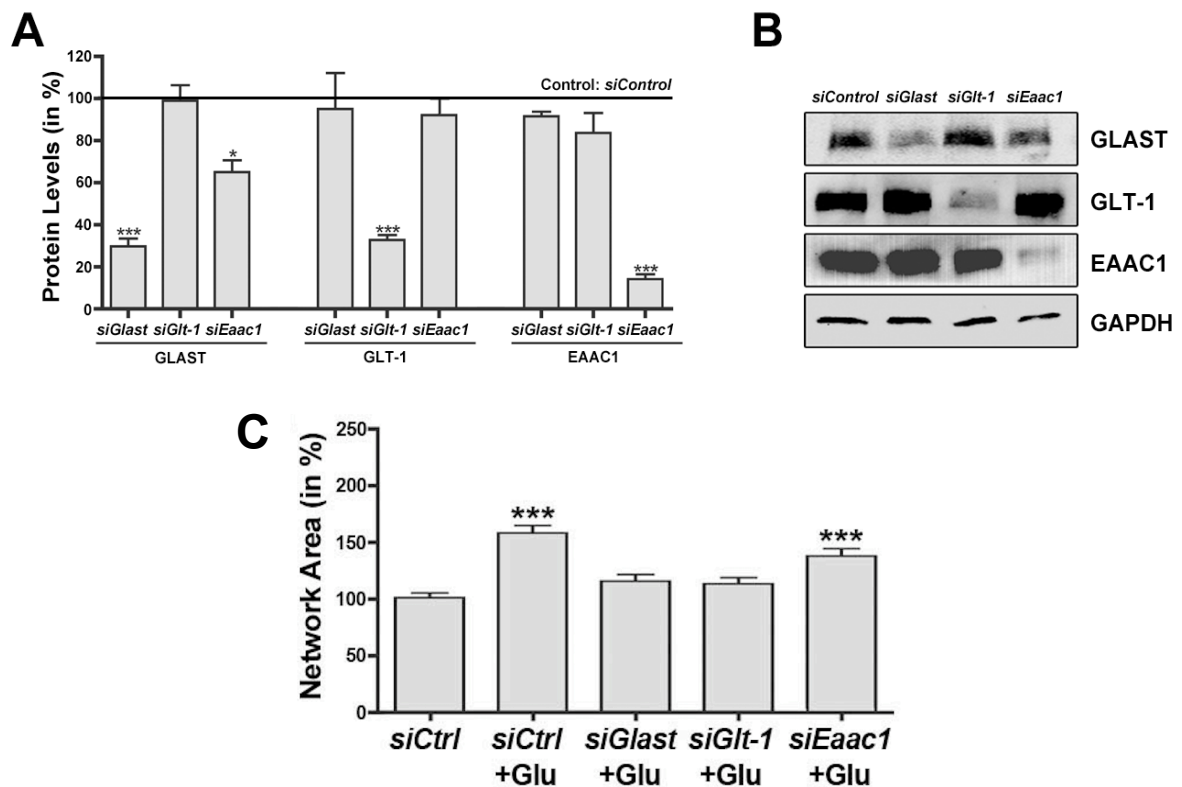 A
Protein Levels (in %)
120
100
80
60
40
20
0
Control: siControl
***
*
***
***
siGlast siGlt-1 siEaac1
GLAST
siGlast siGlt-1 siEaac1
GLT-1
siGlast siGlt-1 siEaac1
EAAC1
B
siControl siGlast siGlt-1 siEaac1
GLAST
GLT-1
EAAC1
GAPDH
C
Network Area (in %)
250
200
150
100
50
0
***
***
siCtrl
siCtrl +Glu
siGlast +Glu
siGlt-1 +Glu
siEaac1 +Glu